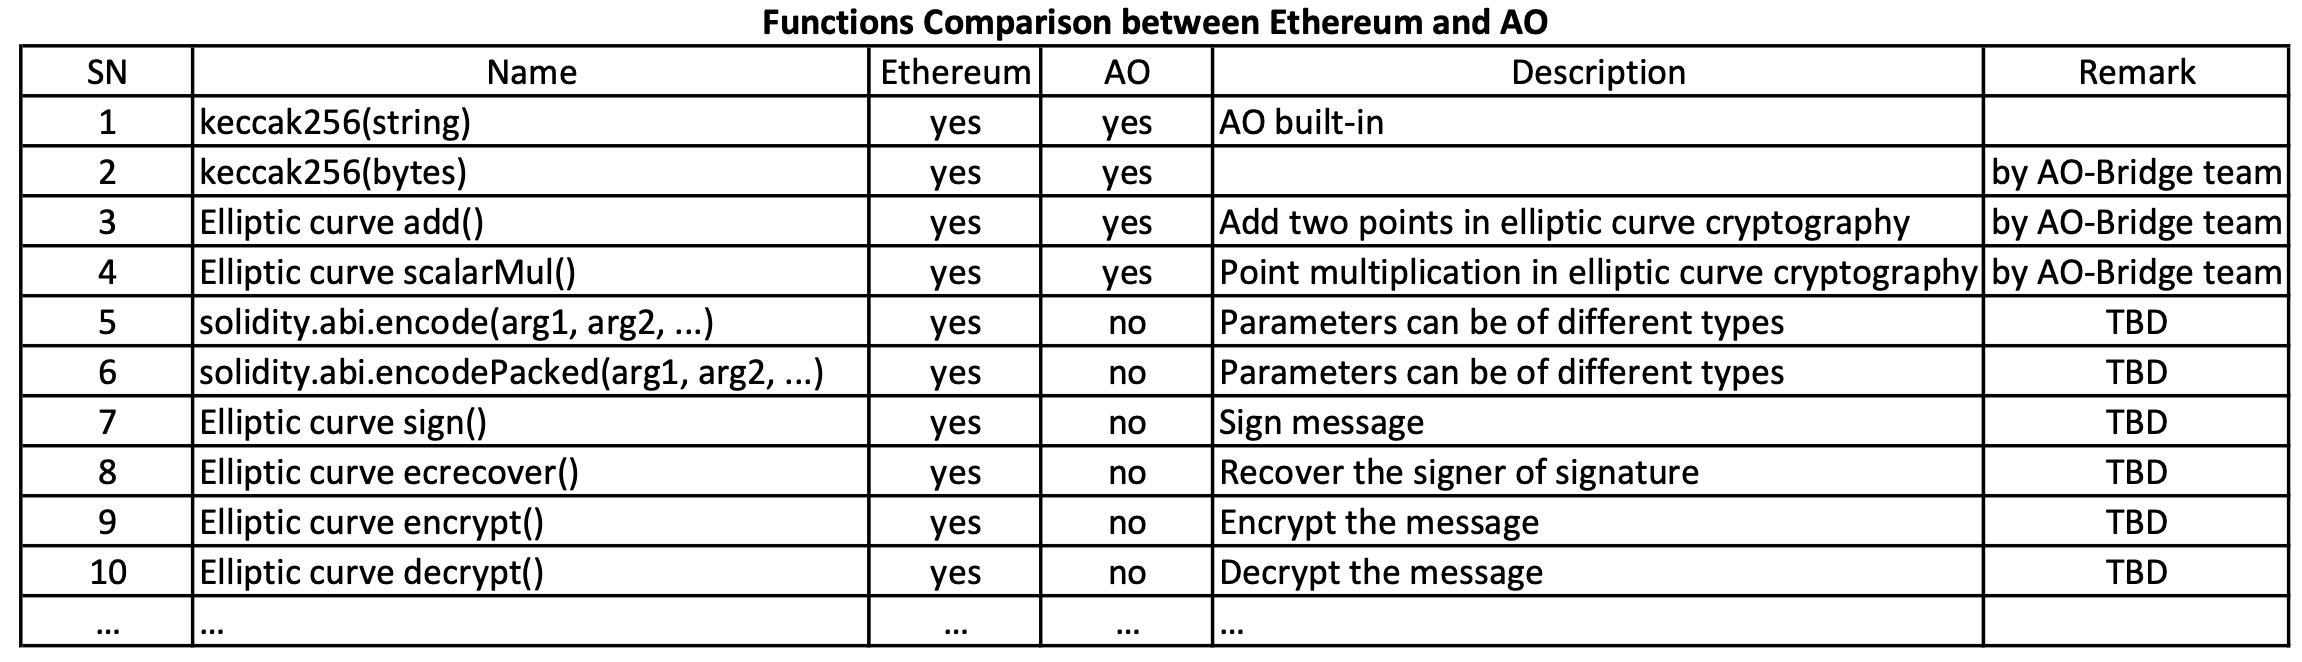 Functions Comparison between Ethereum and AO
SN Name Ethereum AO Description Remark
1 keccak256(string) yes yes AO built-in
2 keccak256(bytes) yes yes by AO-Bridge team
3 Elliptic curve add() yes yes Add two points in elliptic curve cryptography by AO-Bridge team
4 Elliptic curve scalarMul() yes yes Point multiplication in elliptic curve cryptography by AO-Bridge team
5 solidity.abi.encode(arg1, arg2, ...) yes no Parameters can be of different types TBD
6 solidity.abi.encodePacked(arg1, arg2, ...) yes no Parameters can be of different types TBD
7 Elliptic curve sign() yes no Sign message TBD
8 Elliptic curve ecrecover() yes no Recover the signer of signature TBD
9 Elliptic curve encrypt() yes no Encrypt the message TBD
10 Elliptic curve decrypt() yes no Decrypt the message TBD
... ... ... ... ...